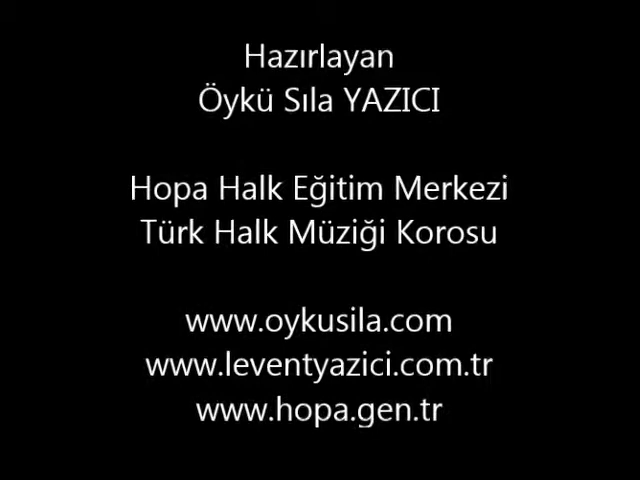 Hazırlayan
Öykü Sıla YAZICI
Hopa Halk Eğitim Merkezi
Türk Halk Müziği Korosu
www.oykusila.com
www.leventyazici.com.tr
www.hopa.gen.tr